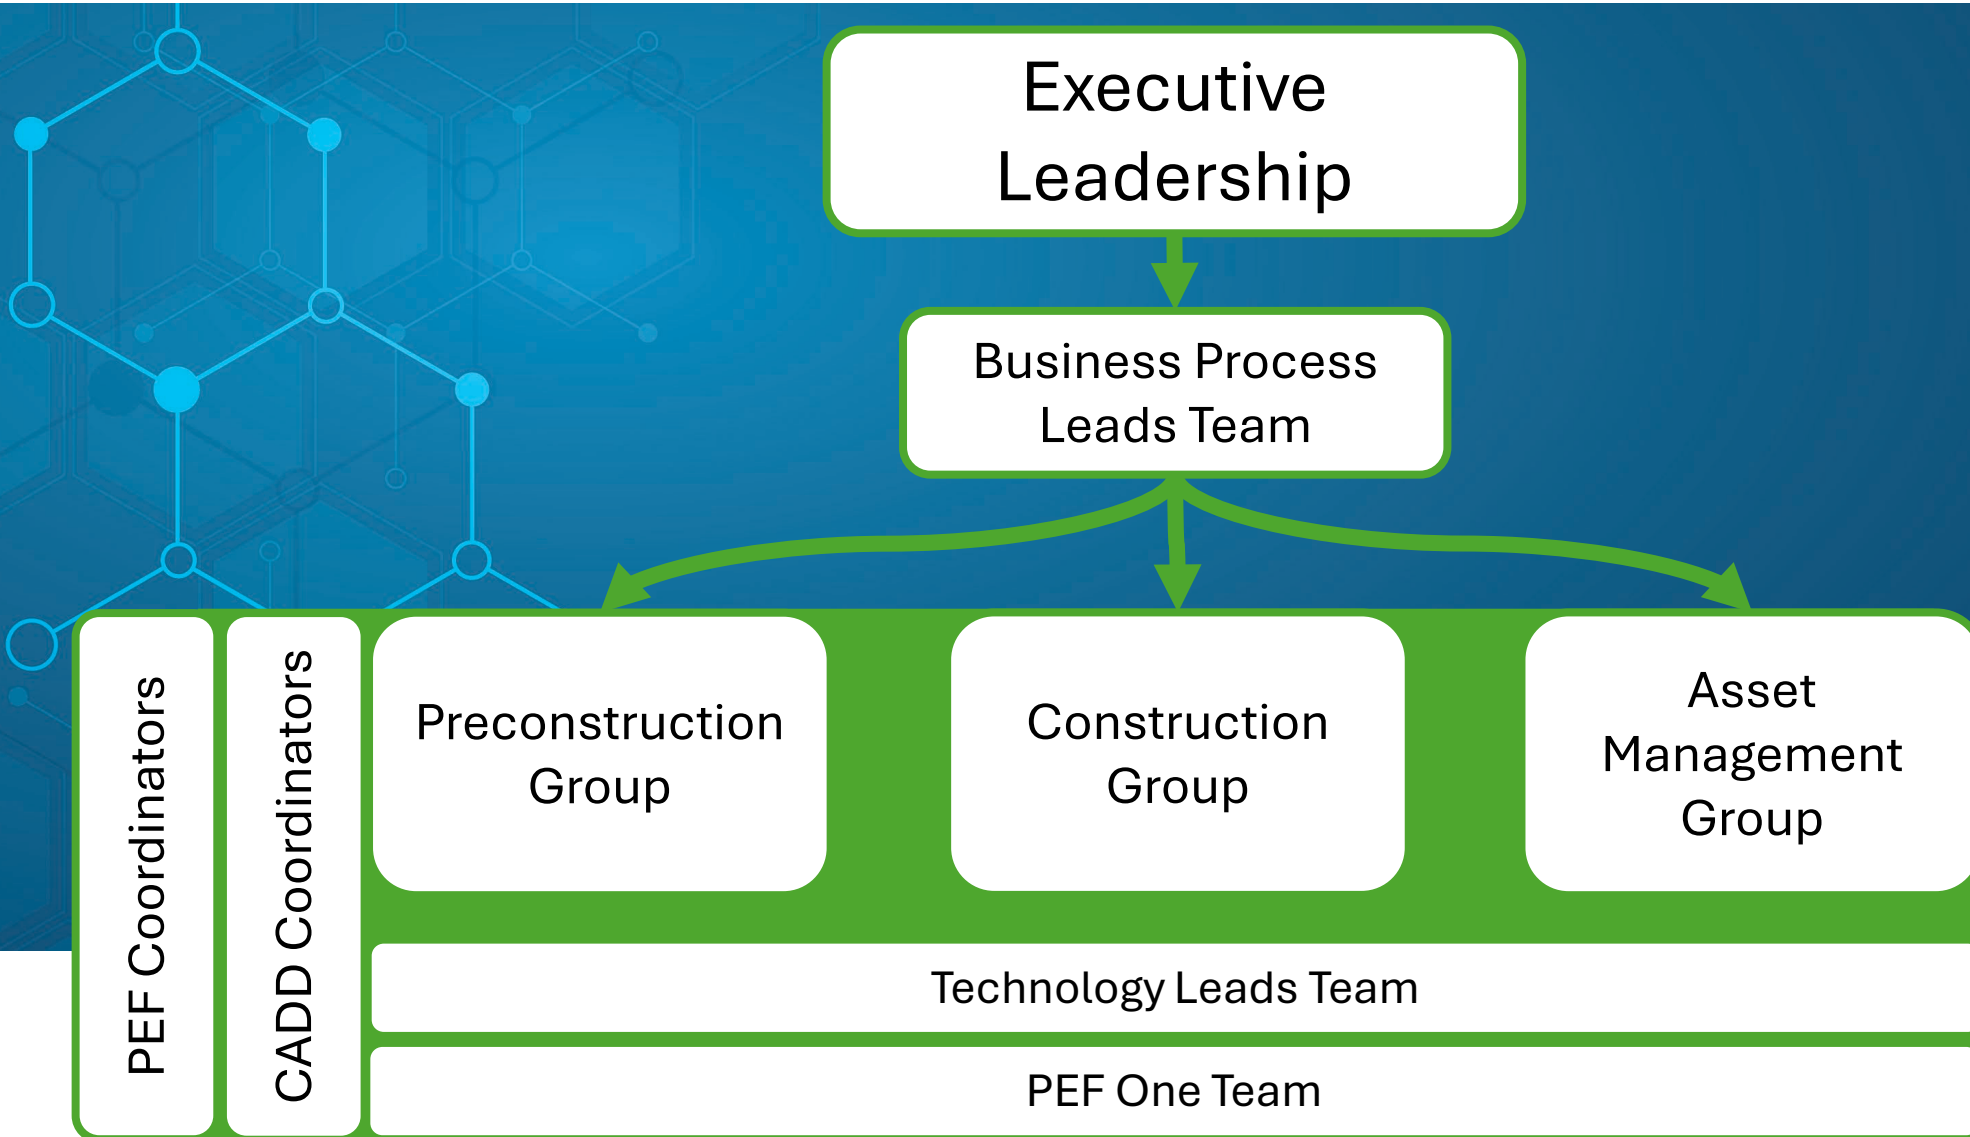 Executive
Leadership
Business Process
Leads Team
PEF Coordinators
CADD Coordinators
Preconstruction
Group
Construction
Group
Asset
Management
Group
Technology Leads Team
PEF One Team